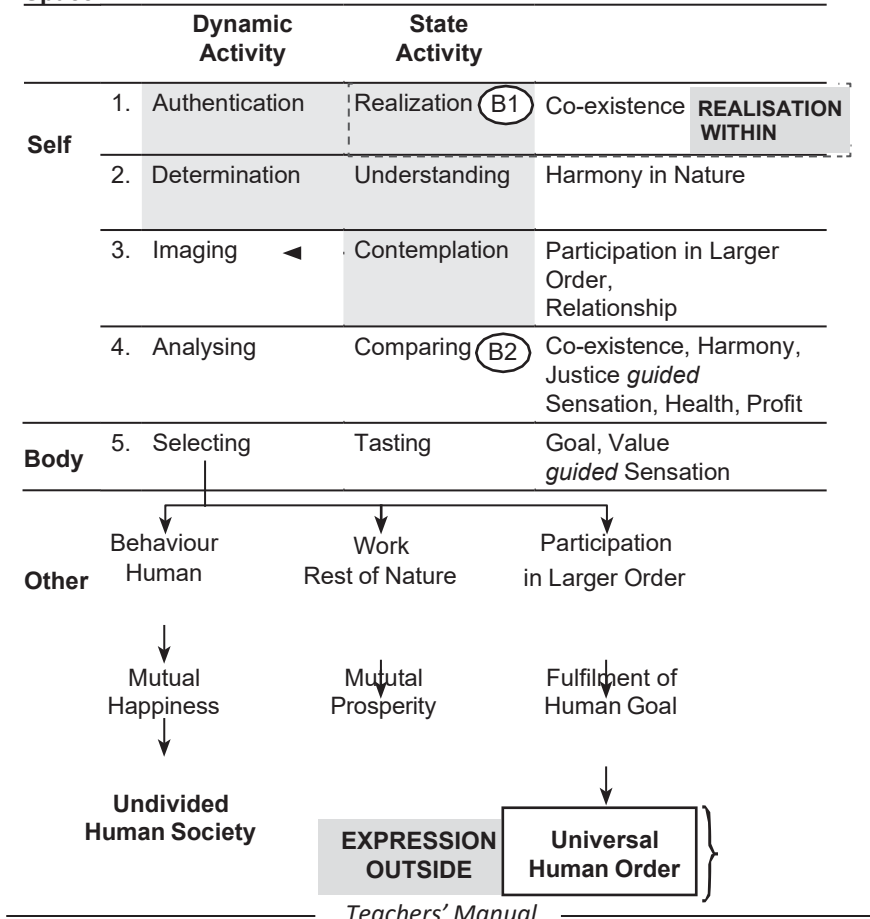 Dynamic Activity
State Activity
Self
1. Authentication Realization B1 Co-existence REALISATION WITHIN
2. Determination Understanding Harmony in Nature
3. Imaging Contemplation Participation in Larger Order, Relationship
4. Analysing Comparing B2 Co-existence, Harmony, Justice guided Sensation, Health, Profit
Body
5. Selecting Tasting Goal, Value guided Sensation
Other
Behaviour
Human
Work
Rest of Nature
Participation
in Larger Order
Mutual
Happiness
Mututal
Prosperity
Fulfilment of
Human Goal
Undivided
Human Society
EXPRESSION
OUTSIDE
Universal
Human Order
Teachers' Manual